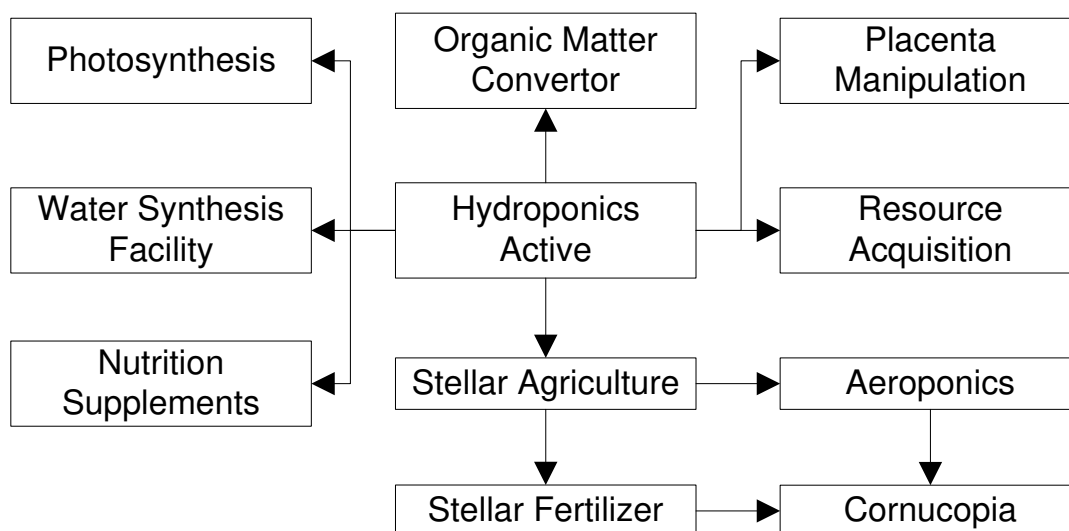 Photosynthesis
Organic Matter
Convertor
Placenta
Manipulation
Water Synthesis
Facility
Hydroponics
Active
Resource
Acquisition
Nutrition
Supplements
Stellar Agriculture
Aeroponics
Stellar Fertilizer
Cornucopia